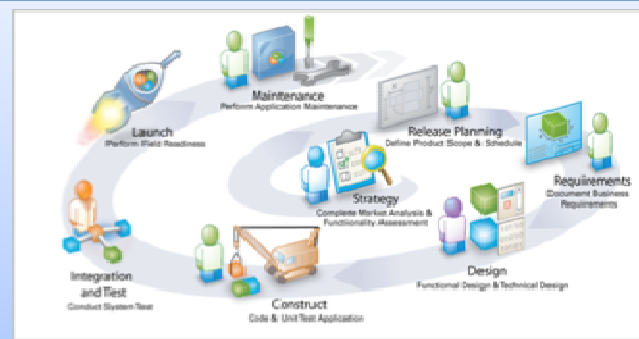 Maintenance
Perform Application Maintenance
Launch
Perform Field Readiness
Release Planning
Define Product Scope & Schedule
Requirements
Document Business
Requirements
Strategy
Complete Market Analysis &
Functionality Assessment
Design
Functional Design & Technical Design
Integration
and Test
Conduct System Test
Construct
Code & Unit Test Application